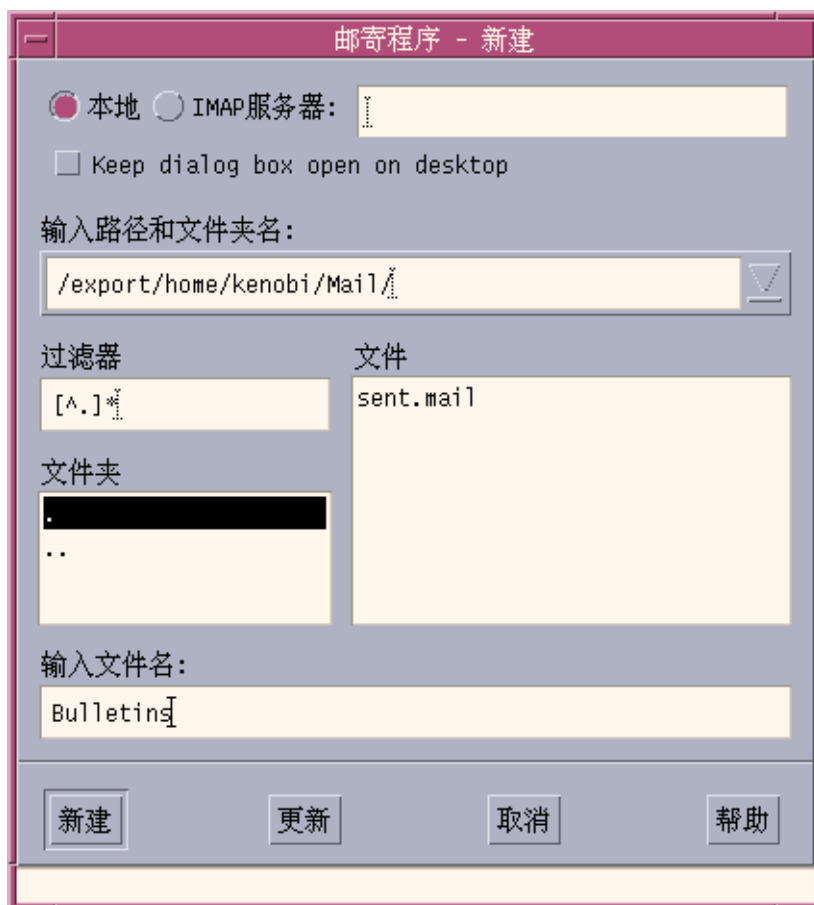 邮寄程序 - 新建
本地 IMAP服务器:
Keep dialog box open on desktop
输入路径和文件夹名:
/export/home/kenobi/Mail/
过滤器
[^.]*
文件
sent.mail
文件夹
.
..
输入文件名:
Bulletins
新建 更新 取消 帮助